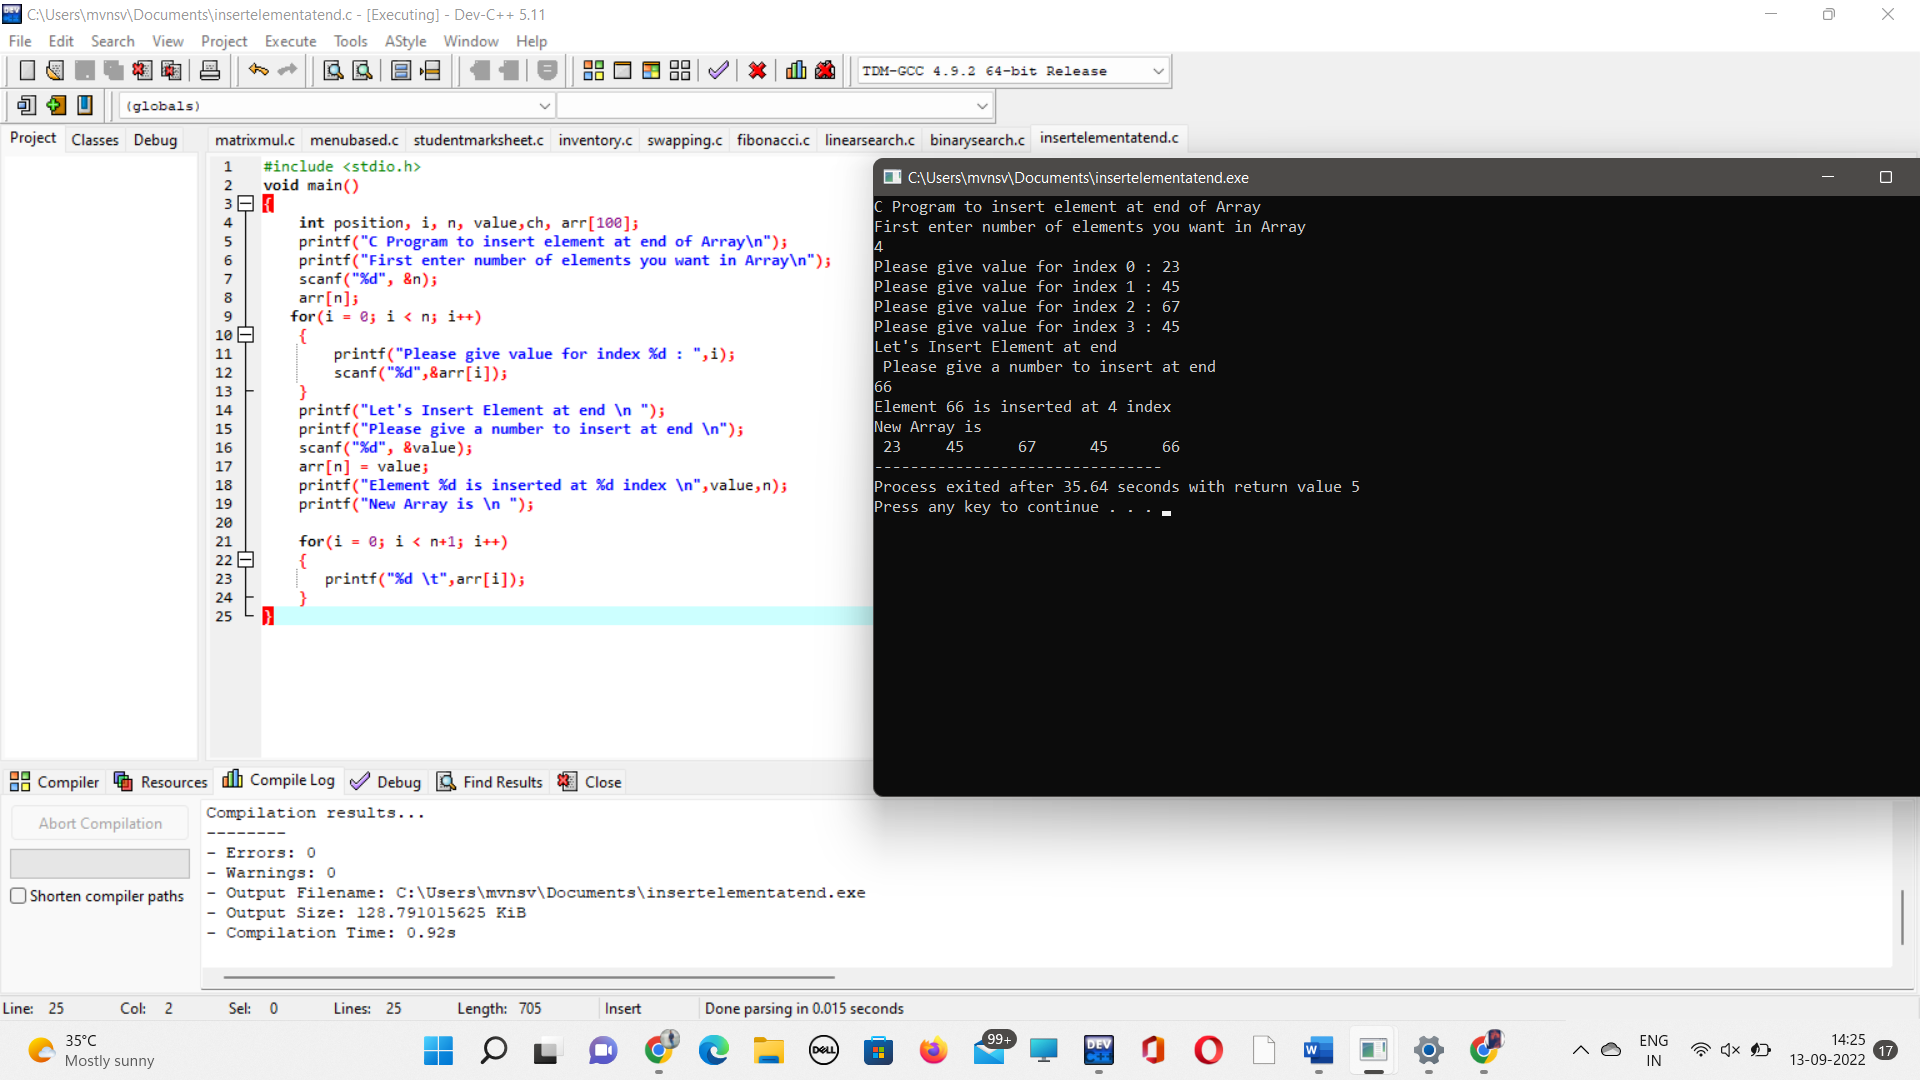 C:\Users\mvnsv\Documents\insertelementatend.c - [Executing] - Dev-C++ 5.11
File Edit Search View Project Execute Tools AStyle Window Help
TDM-GCC 4.9.2 64-bit Release
(globals)
Project Classes Debug
matrixmul.c menubased.c studentmarksheet.c inventory.c swapping.c fibonacci.c linearsearch.c binarysearch.c insertelementatend.c
1 #include <stdio.h>
2 void main()
3 {
4 int position, i, n, value,ch, arr[100];
5 printf("C Program to insert element at end of Array\n");
6 printf("First enter number of elements you want in Array\n");
7 scanf("%d", &n);
8 arr[n];
9 for(i = 0; i < n; i++)
10 {
11 printf("Please give value for index %d : ",i);
12 scanf("%d",&arr[i]);
13 }
14 printf("Let's Insert Element at end \n ");
15 printf("Please give a number to insert at end \n");
16 scanf("%d", &value);
17 arr[n] = value;
18 printf("Element %d is inserted at %d index \n",value,n);
19 printf("New Array is \n ");
20
21 for(i = 0; i < n+1; i++)
22 {
23 printf("%d \t",arr[i]);
24 }
25 }
C:\Users\mvnsv\Documents\insertelementatend.exe
C Program to insert element at end of Array
First enter number of elements you want in Array
4
Please give value for index 0 : 23
Please give value for index 1 : 45
Please give value for index 2 : 67
Please give value for index 3 : 45
Let's Insert Element at end
Please give a number to insert at end
66
Element 66 is inserted at 4 index
New Array is
23 45 67 45 66
--------------------------------
Process exited after 35.64 seconds with return value 5
Press any key to continue . . .
Compiler Resources Compile Log Debug Find Results Close
Abort Compilation
Shorten compiler paths
Compilation results...
--------
- Errors: 0
- Warnings: 0
- Output Filename: C:\Users\mvnsv\Documents\insertelementatend.exe
- Output Size: 128.791015625 KiB
- Compilation Time: 0.92s
Line: 25 Col: 2 Sel: 0 Lines: 25 Length: 705 Insert Done parsing in 0.015 seconds
35°C
Mostly sunny
DELL
99+
DEV
C++
W
ENG
IN
14:25
13-09-2022
17